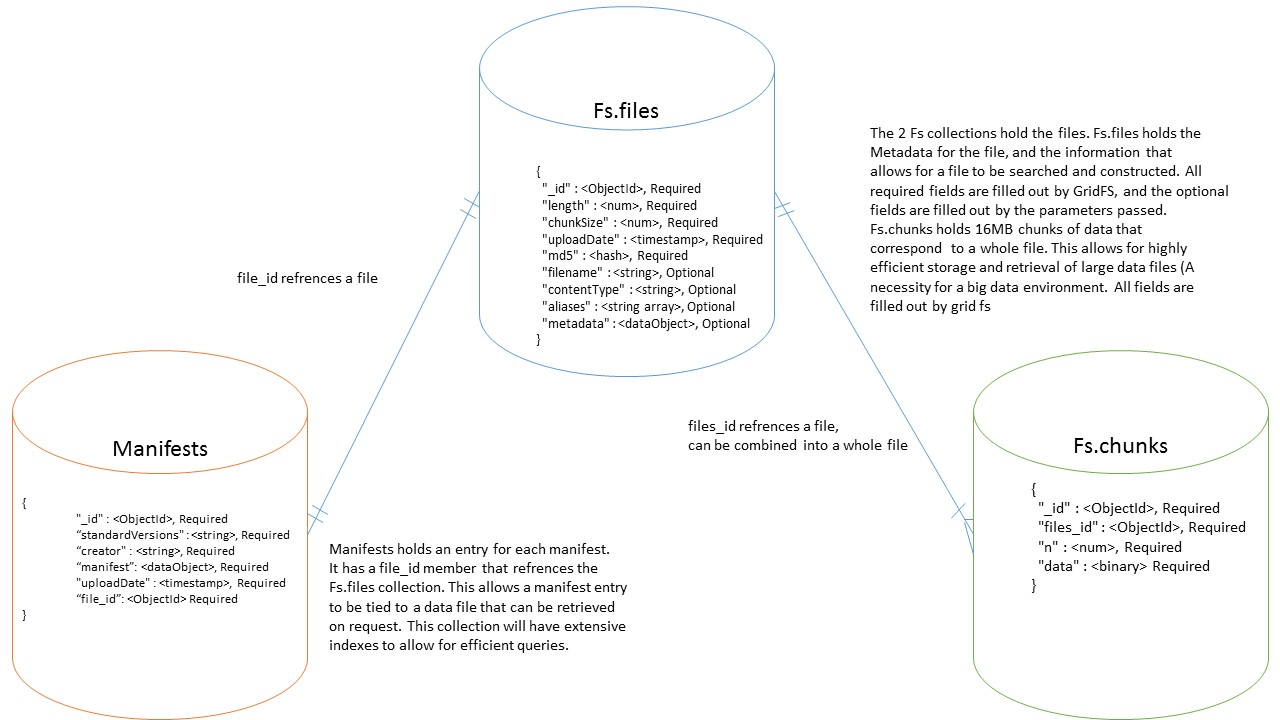 Fs.files
{
"_id" : <ObjectId>, Required
"length" : <num>, Required
"chunkSize" : <num>, Required
"uploadDate" : <timestamp>, Required
"md5" : <hash>, Required
"filename" : <string>, Optional
"contentType" : <string>, Optional
"aliases" : <string array>, Optional
"metadata" : <dataObject>, Optional
}
The 2 Fs collections hold the files. Fs.files holds the
Metadata for the file, and the information that
allows for a file to be searched and constructed. All
required fields are filled out by GridFS, and the optional
fields are filled out by the parameters passed.
Fs.chunks holds 16MB chunks of data that
correspond to a whole file. This allows for highly
efficient storage and retrieval of large data files (A
necessity for a big data environment. All fields are
filled out by grid fs
file_id refrences a file
files_id refrences a file,
can be combined into a whole file
Manifests
{
"_id" : <ObjectId>, Required
“standardVersions" : <string>, Required
“creator" : <string>, Required
“manifest”: <dataObject>, Required
"uploadDate" : <timestamp>, Required
“file_id”: <ObjectId> Required
}
Manifests holds an entry for each manifest.
It has a file_id member that refrences the
Fs.files collection. This allows a manifest entry
to be tied to a data file that can be retrieved
on request. This collection will have extensive
indexes to allow for efficient queries.
Fs.chunks
{
"_id" : <ObjectId>, Required
"files_id" : <ObjectId>, Required
"n" : <num>, Required
"data" : <binary> Required
}